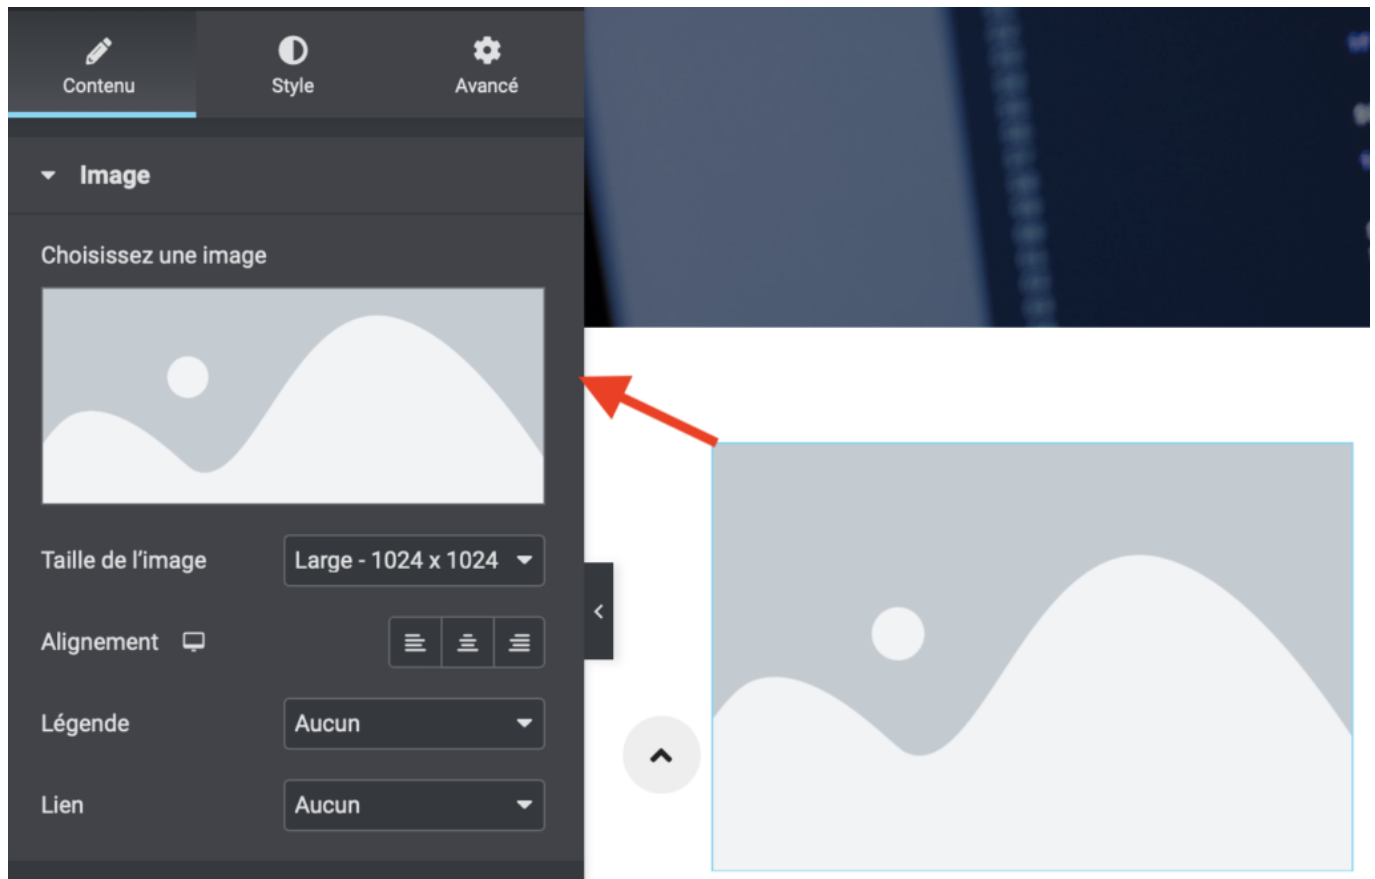 Contenu
Style
Avancé
Image
Choisissez une image
Taille de l'image
Large - 1024 x 1024
Alignement
Légende
Aucun
Lien
Aucun